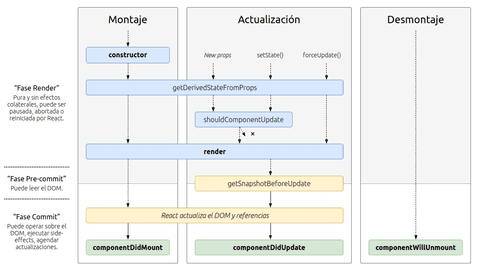 Montaje
Actualización
Desmontaje
constructor
New props
setState()
forceUpdate()
"Fase Render"
Pura y sin efectos
colaterales, puede ser
pausada, abortada o
reiniciada por React.
getDerivedStateFromProps
shouldComponentUpdate
render
"Fase Pre-commit"
Puede leer el DOM.
getSnapshotBeforeUpdate
"Fase Commit"
Puede operar sobre el
DOM, ejecutar side-
effects, agendar
actualizaciones.
React actualiza el DOM y referencias
componentDidMount
componentDidUpdate
componentWillUnmount